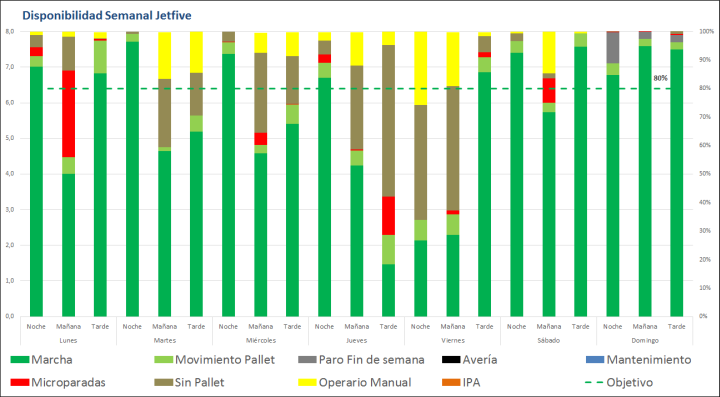 Disponibilidad Semanal Jetfive
8,0 100%
7,0 90%
80%
6,0 80%
5,0 70%
60%
4,0 50%
3,0 40%
2,0 30%
20%
1,0 10%
0,0 0%
Noche Mañana Tarde Noche Mañana Tarde Noche Mañana Tarde Noche Mañana Tarde Noche Mañana Tarde Noche Mañana Tarde Noche Mañana Tarde
Lunes Martes Miércoles Jueves Viernes Sábado Domingo
Marcha Movimiento Pallet Paro Fin de semana Avería Mantenimiento
Microparadas Sin Pallet Operario Manual IPA Objetivo